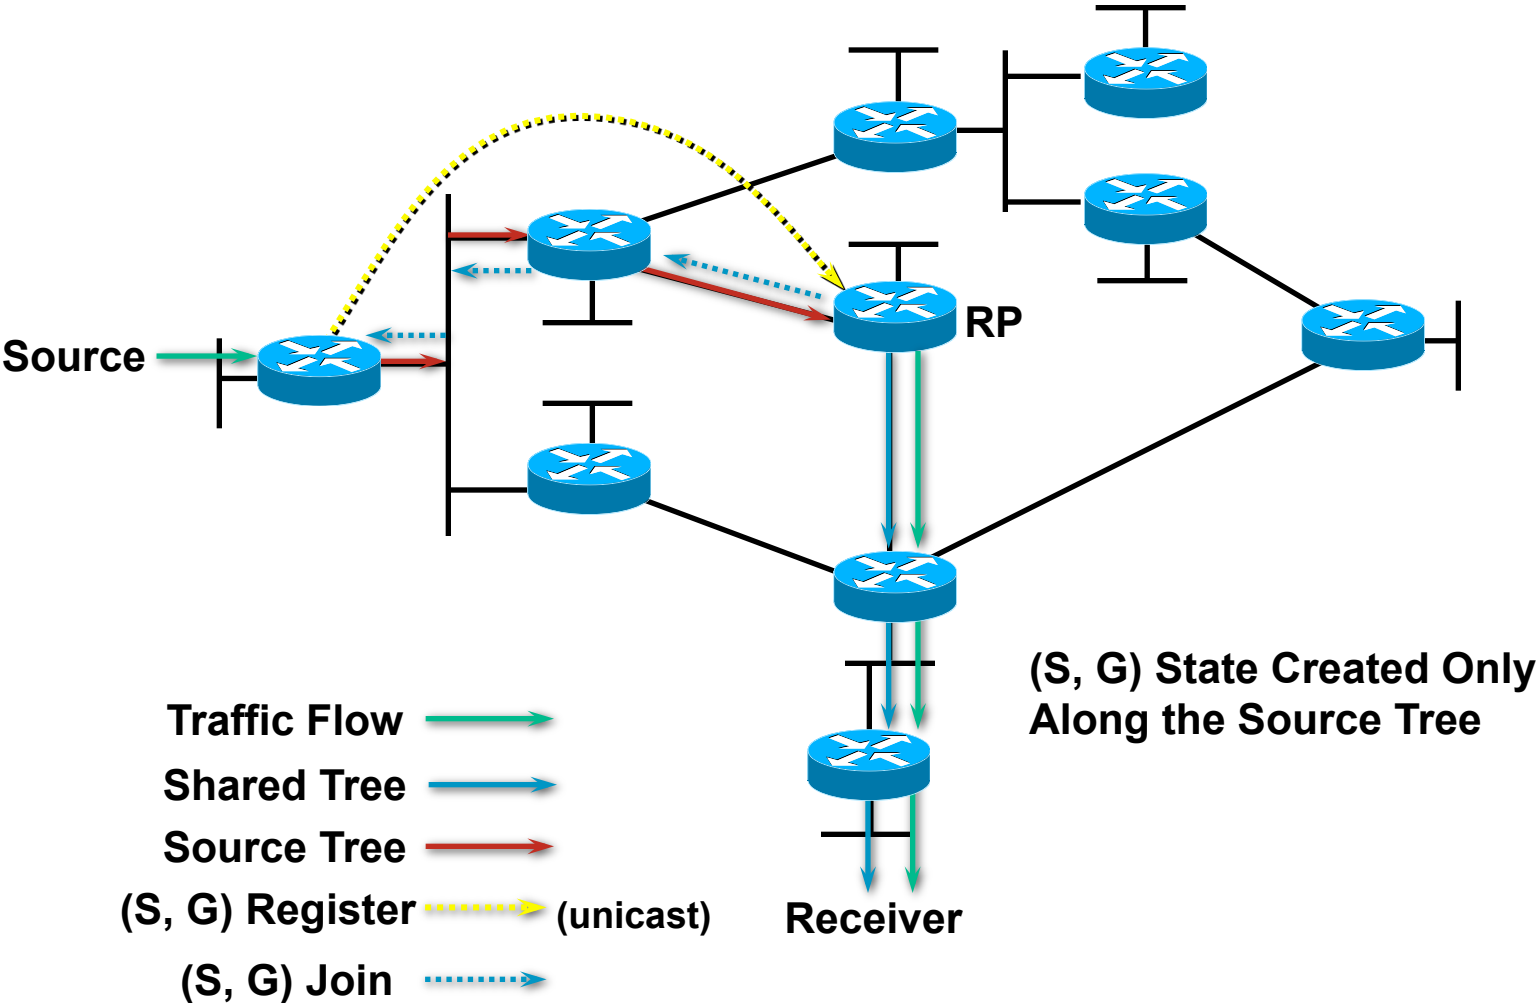 RP
Source
(S, G) State Created Only
Along the Source Tree
Traffic Flow
Shared Tree
Source Tree
(S, G) Register
(unicast)
Receiver
(S, G) Join